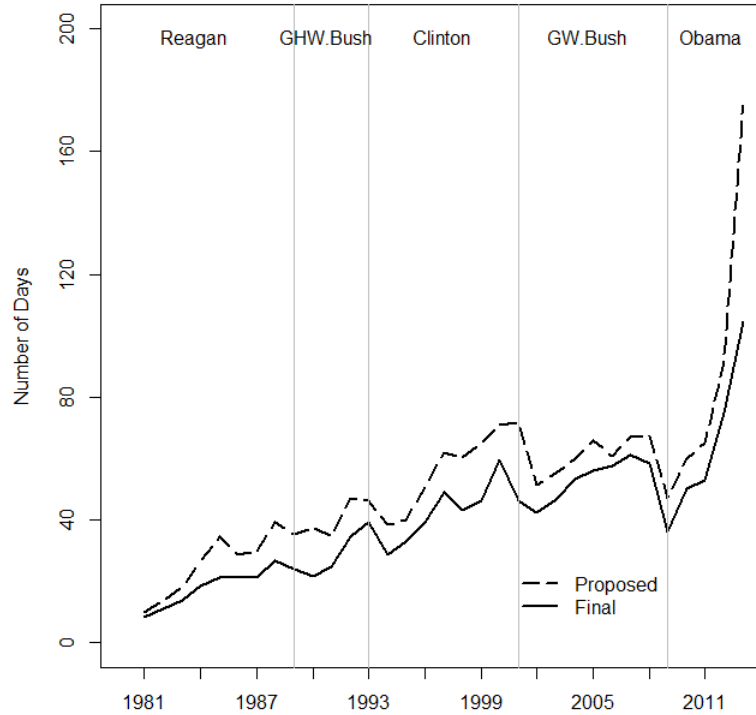 Reagan GHW.Bush Clinton GW.Bush Obama
Number of Days
200
160
120
80
40
0
Proposed
Final
1981 1987 1993 1999 2005 2011